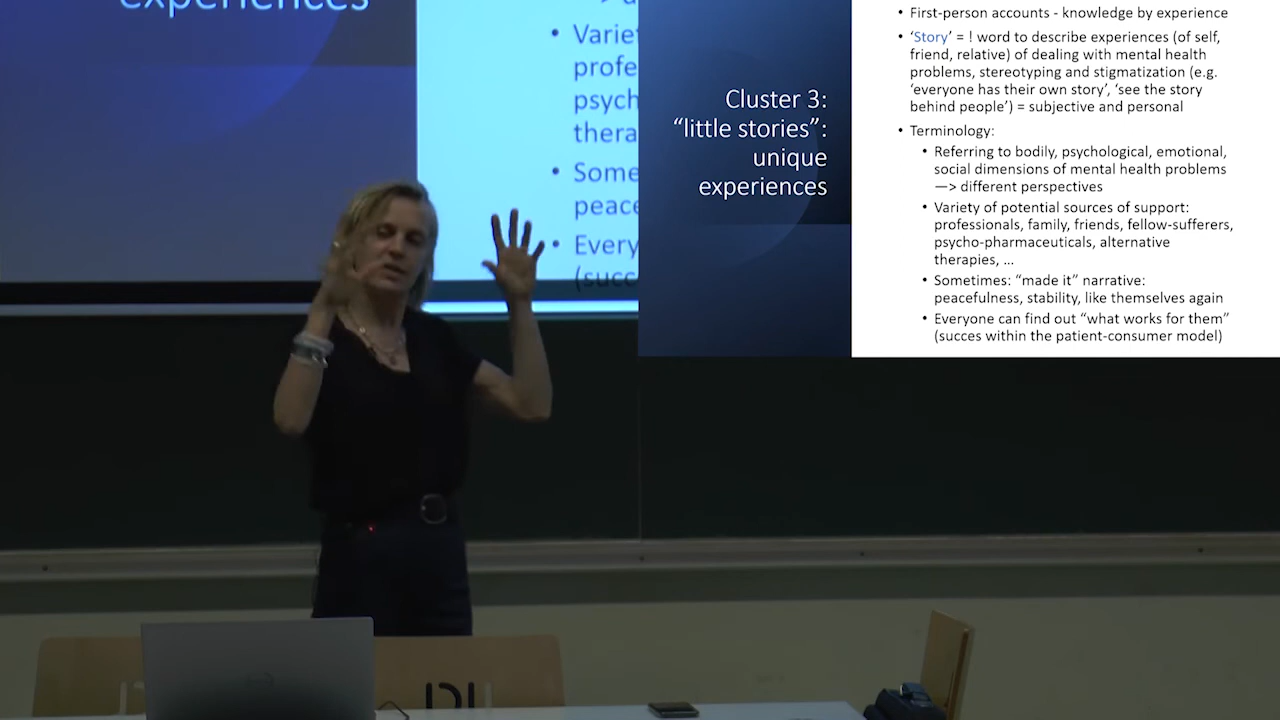 experiences
Varie
profe
psych
thera
Some
peace
Every
(succ
Cluster 3:
“little stories”:
unique
experiences
• First-person accounts - knowledge by experience
• ‘Story’ = ! word to describe experiences (of self,
friend, relative) of dealing with mental health
problems, stereotyping and stigmatization (e.g.
‘everyone has their own story’, ‘see the story
behind people’) = subjective and personal
• Terminology:
• Referring to bodily, psychological, emotional,
social dimensions of mental health problems
—> different perspectives
• Variety of potential sources of support:
professionals, family, friends, fellow-sufferers,
psycho-pharmaceuticals, alternative
therapies, ...
• Sometimes: “made it” narrative:
peacefulness, stability, like themselves again
• Everyone can find out “what works for them”
(succes within the patient-consumer model)